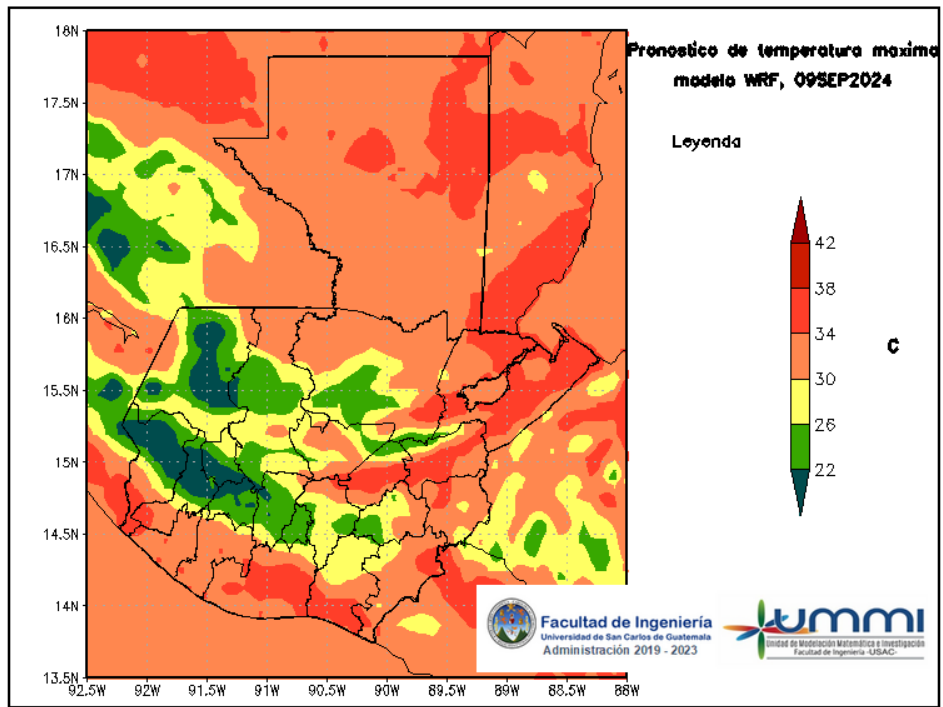 Pronostico de temperatura maxima
modelo WRF, 09SEP2024
Leyenda
42
38
34
30
26
22
C
18N
17.5N
17N
16.5N
16N
15.5N
15N
14.5N
14N
13.5N
92.5W
92W
91.5W
91W
90.5W
90W
89.5W
89W
88.5W
88W
Facultad de Ingeniería
Universidad de San Carlos de Guatemala
Administración 2019 - 2023
UMMI
Unidad de Modelación Matemática e Investigación
Facultad de Ingeniería -USAC-